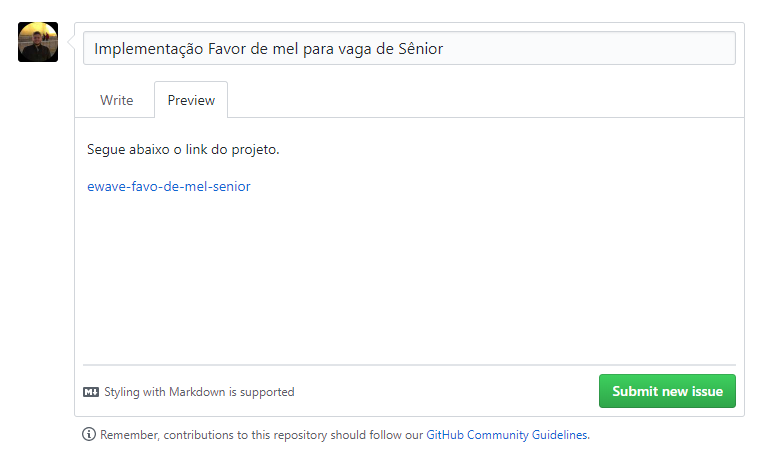 Implementação Favor de mel para vaga de Sênior
Write Preview
Segue abaixo o link do projeto.
ewave-favo-de-mel-senior
Styling with Markdown is supported
Submit new issue
Remember, contributions to this repository should follow our GitHub Community Guidelines.